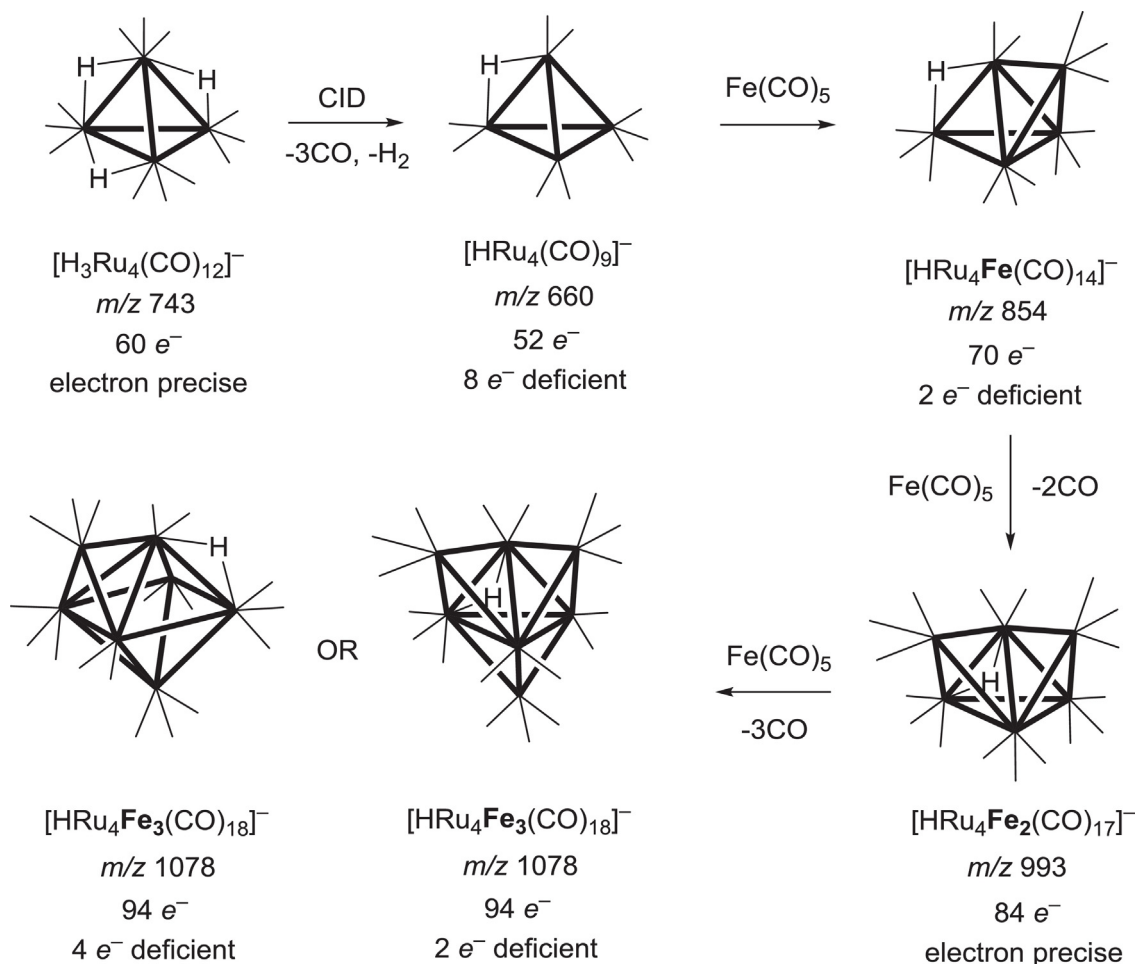 H
H
H
CID
-3CO, -H₂
H
Fe(CO)₅
H
[H₃Ru₄(CO)₁₂]⁻
m/z 743
60 e⁻
electron precise
[HRu₄(CO)₉]⁻
m/z 660
52 e⁻
8 e⁻ deficient
[HRu₄Fe(CO)₁₄]⁻
m/z 854
70 e⁻
2 e⁻ deficient
Fe(CO)₅ -2CO
H
OR
H
Fe(CO)₅
-3CO
H
[HRu₄Fe₃(CO)₁₈]⁻
m/z 1078
94 e⁻
4 e⁻ deficient
[HRu₄Fe₃(CO)₁₈]⁻
m/z 1078
94 e⁻
2 e⁻ deficient
[HRu₄Fe₂(CO)₁₇]⁻
m/z 993
84 e⁻
electron precise